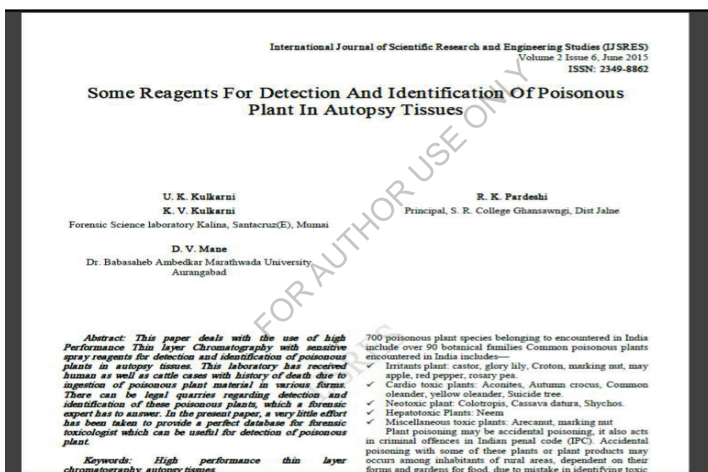 International Journal of Scientific Research and Engineering Studies (IJSRES)
Volume 2 Issue 6, June 2015
ISSN: 2349-8862
Some Reagents For Detection And Identification Of Poisonous
Plant In Autopsy Tissues
U. K. Kulkarni
K. V. Kulkarni
Forensic Science laboratory Kalina, Santacruz(E), Mumai
D. V. Mane
Dr. Babasaheb Ambedkar Marathwada University,
Aurangabad
R. K. Pardeshi
Principal, S. R. College Ghansawngi, Dist Jalne
FOR AUTHOR USE ONLY
Abstract: This paper deals with the use of high
Performance Thin layer Chromatography with sensitive
spray reagents for detection and identification of poisonous
plants in autopsy tissues. This laboratory has received
human as well as cattle cases with history of death due to
ingestion of poisonous plant material in various forms.
There can be legal quarries regarding detection and
identification of these poisonous plants, which a forensic
expert has to answer. In the present paper, a very little effort
has been taken to provide a perfect database for forensic
toxicologist which can be useful for detection of poisonous
plant.
Keywords: High performance thin layer
chromatography, autopsy tissues.
700 poisonous plant species belonging to encountered in India
include over 90 botanical families Common poisonous plants
encountered in India includes—
✓ Irritants plant: castor, glory lily, Croton, marking nut, may
apple, red pepper, rosary pea.
✓ Cardio toxic plants: Aconites, Autumn crocus, Common
oleander, yellow oleander, Suicide tree.
✓ Neotoxic plant: Colotropis, Cassava datura, Shychos.
✓ Hepatotoxic Plants: Neem
✓ Miscellaneous toxic plants: Arecanut, marking nut
Plant poisoning may be accidental poisoning, it also acts
in criminal offences in Indian penal code (IPC). Accidental
poisoning with some of these plants or plant products may
occurs among inhabitants of rural areas, dependent on their
forms and gardens for food, due to mistake in identifying toxic